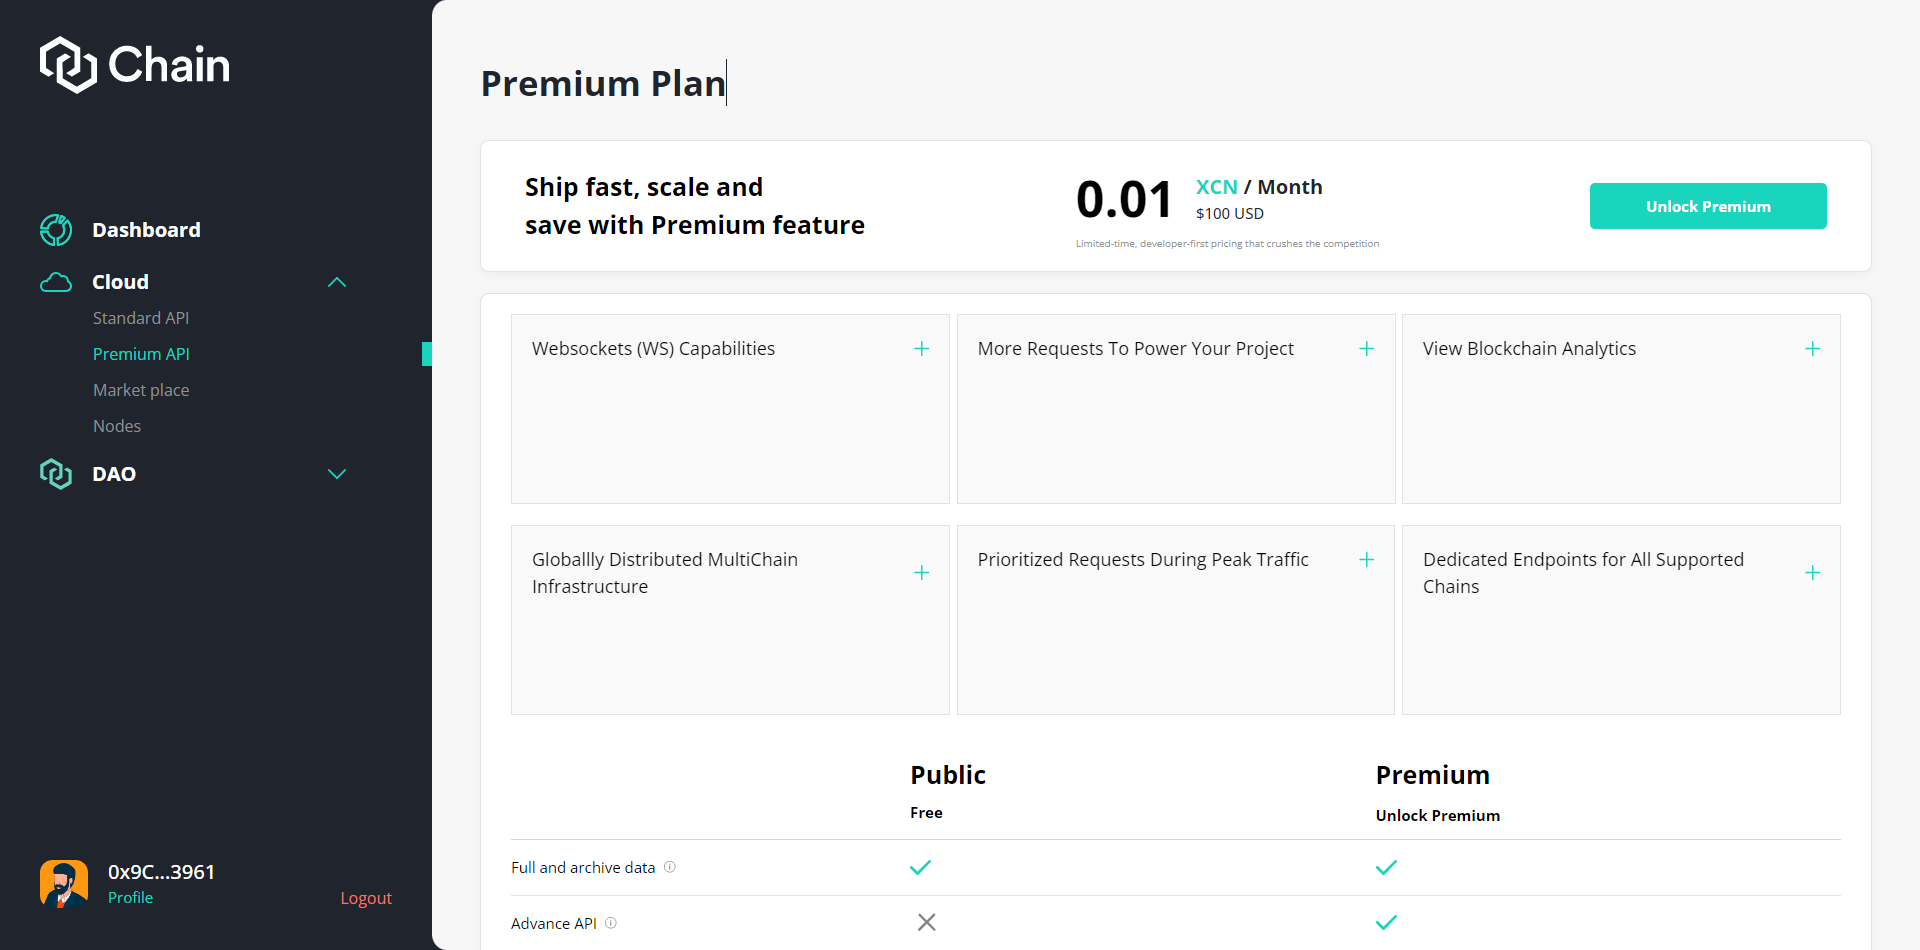 Chain
Dashboard
Cloud
Standard API
Premium API
Market place
Nodes
DAO
0x9C...3961
Profile
Logout
Premium Plan
Ship fast, scale and
save with Premium feature
0.01
XCN / Month
$100 USD
Limited-time, developer-first pricing that crushes the competition
Unlock Premium
Websockets (WS) Capabilities
More Requests To Power Your Project
View Blockchain Analytics
Globallly Distributed MultiChain
Infrastructure
Prioritized Requests During Peak Traffic
Dedicated Endpoints for All Supported
Chains
Public
Free
Premium
Unlock Premium
Full and archive data
Advance API